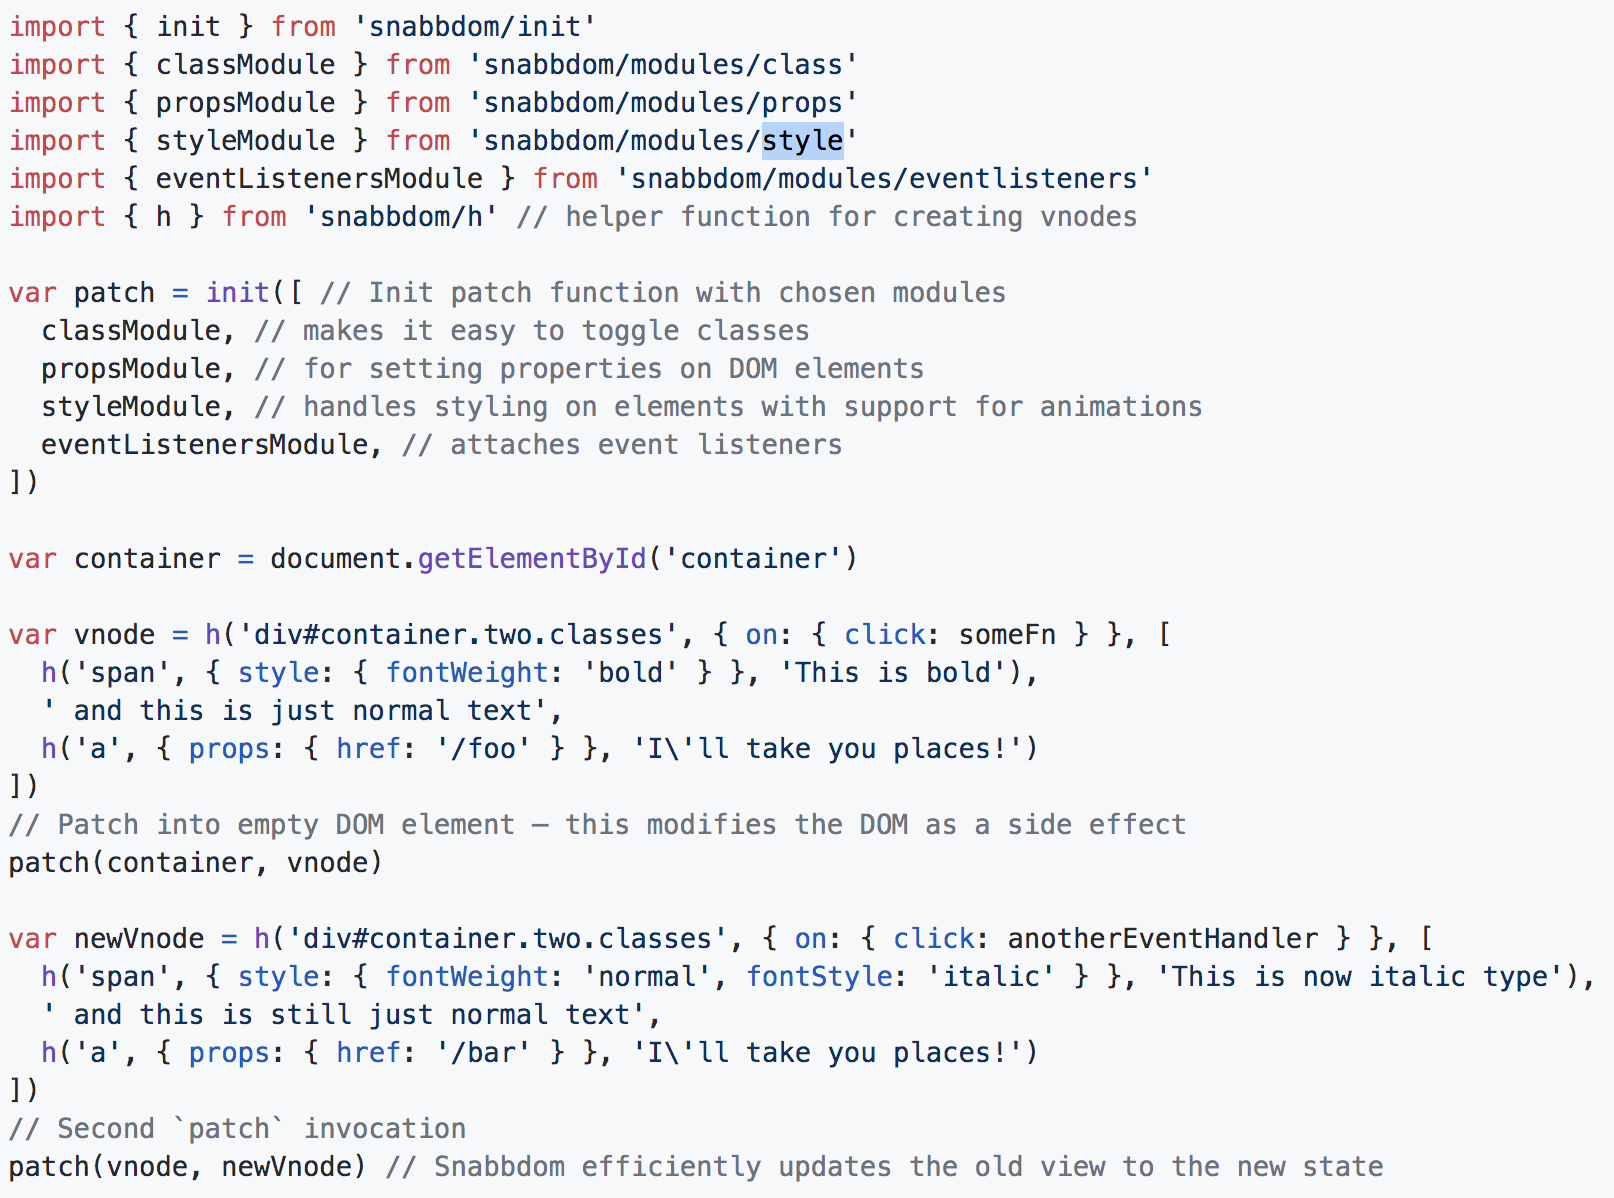 import { init } from 'snabbdom/init'
import { classModule } from 'snabbdom/modules/class'
import { propsModule } from 'snabbdom/modules/props'
import { styleModule } from 'snabbdom/modules/style'
import { eventListenersModule } from 'snabbdom/modules/eventlisteners'
import { h } from 'snabbdom/h' // helper function for creating vnodes

var patch = init([ // Init patch function with chosen modules
  classModule, // makes it easy to toggle classes
  propsModule, // for setting properties on DOM elements
  styleModule, // handles styling on elements with support for animations
  eventListenersModule, // attaches event listeners
])

var container = document.getElementById('container')

var vnode = h('div#container.two.classes', { on: { click: someFn } }, [
  h('span', { style: { fontWeight: 'bold' } }, 'This is bold'),
  ' and this is just normal text',
  h('a', { props: { href: '/foo' } }, 'I\'ll take you places!')
])
// Patch into empty DOM element – this modifies the DOM as a side effect
patch(container, vnode)

var newVnode = h('div#container.two.classes', { on: { click: anotherEventHandler } }, [
  h('span', { style: { fontWeight: 'normal', fontStyle: 'italic' } }, 'This is now italic type'),
  ' and this is still just normal text',
  h('a', { props: { href: '/bar' } }, 'I\'ll take you places!')
])
// Second `patch` invocation
patch(vnode, newVnode) // Snabbdom efficiently updates the old view to the new state